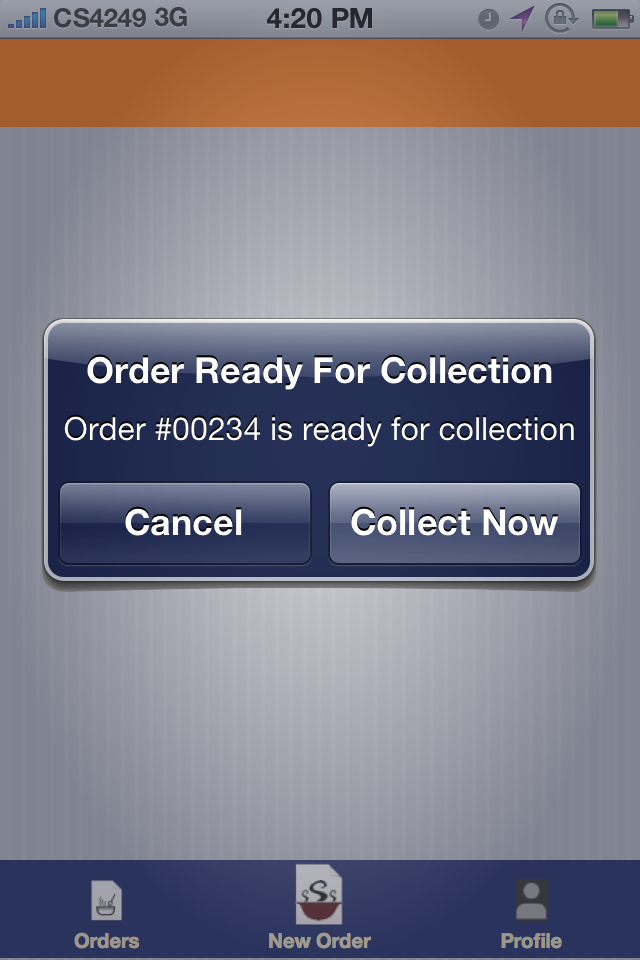 CS4249 3G 4:20 PM
Order Ready For Collection
Order #00234 is ready for collection
Cancel Collect Now
sSs
Orders New Order Profile